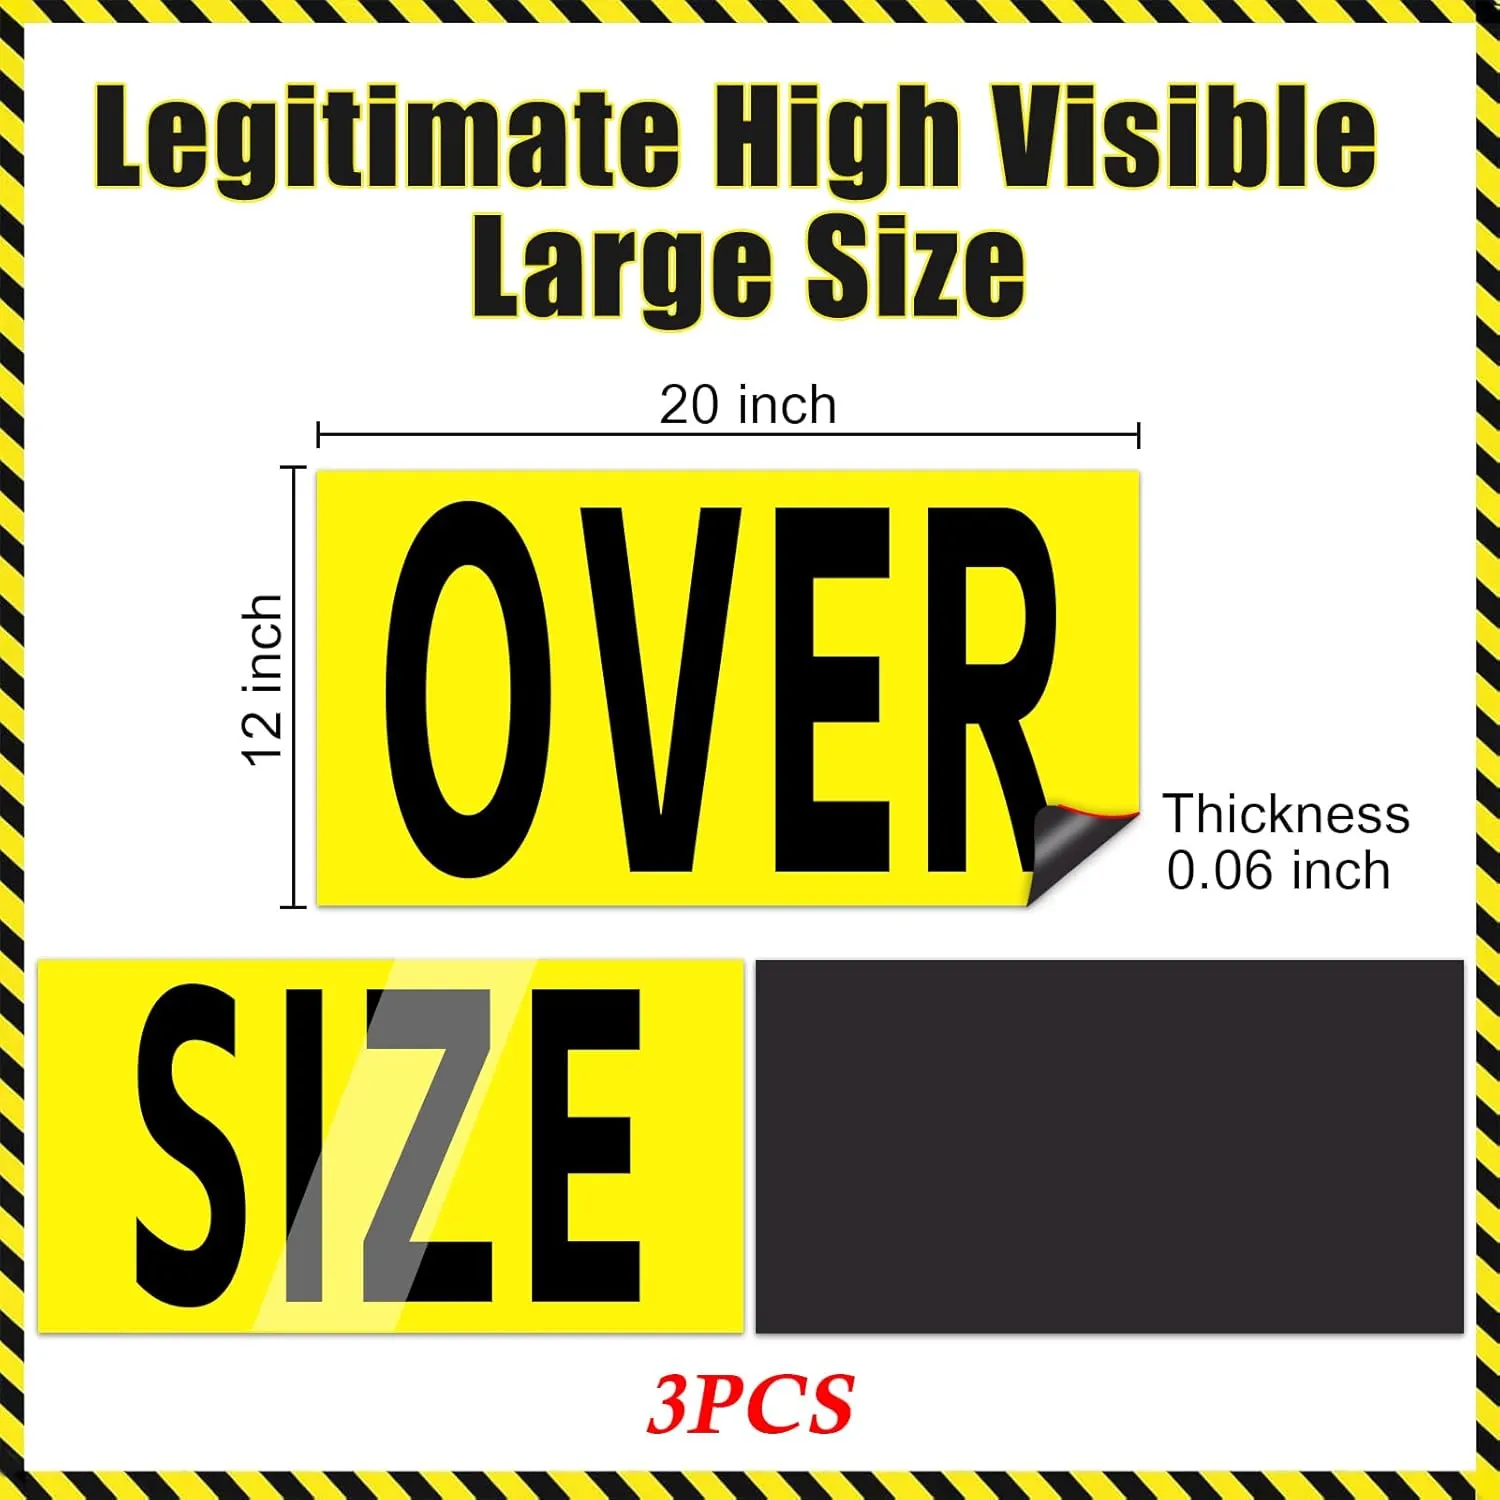 Legitimate High Visible
Large Size
20 inch
12 inch
OVER
Thickness
0.06 inch
SIZE
3PCS